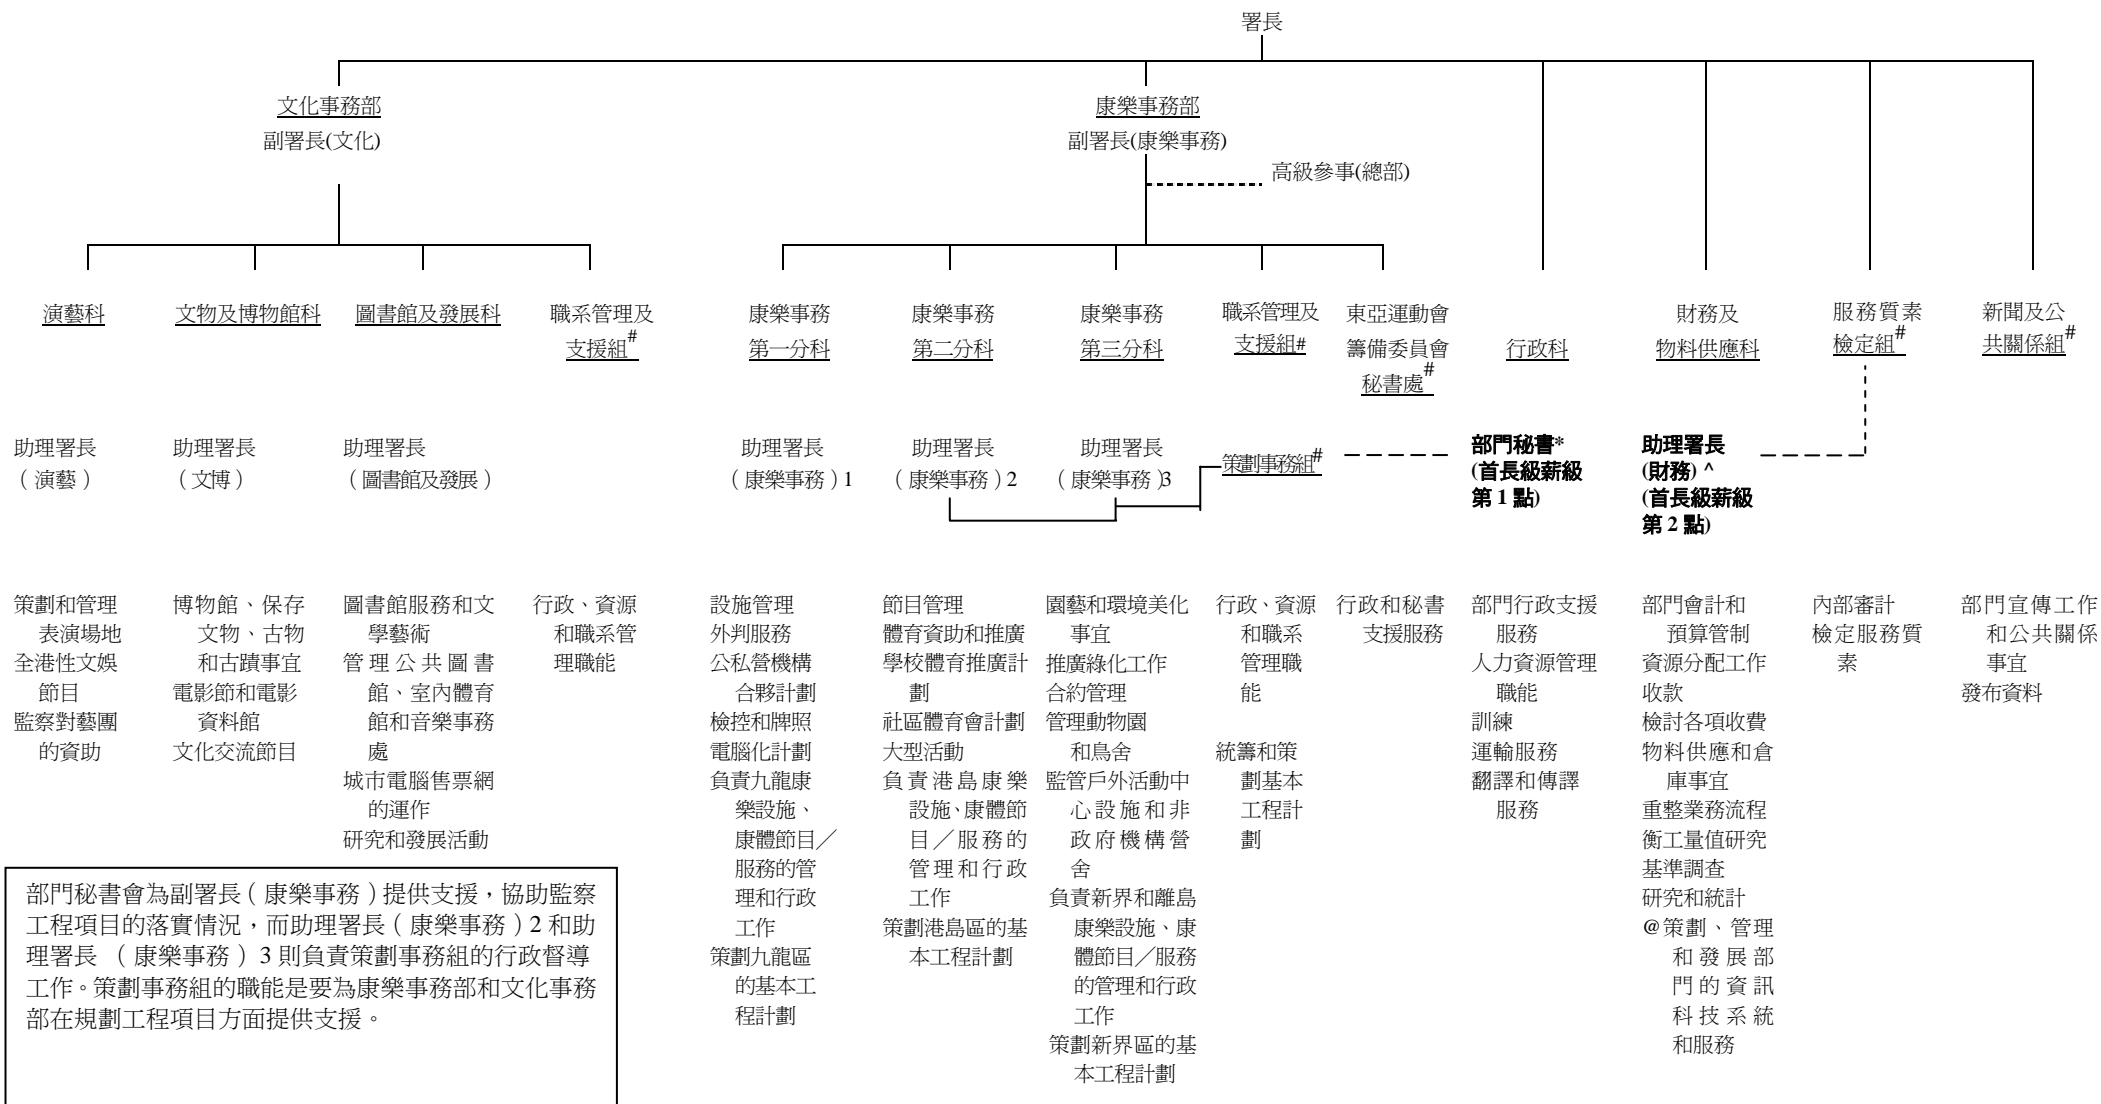 署長
文化事務部
副署長(文化)
康樂事務部
副署長(康樂事務)
高級參事(總部)
演藝科
文物及博物館科
圖書館及發展科
職系管理及
支援組#
康樂事務
第一分科
康樂事務
第二分科
康樂事務
第三分科
職系管理及
支援組#
東亞運動會
籌備委員會
秘書處#
行政科
財務及
物料供應科
服務質素
檢定組#
新聞及公
共關係組#
助理署長
(演藝)
助理署長
(文博)
助理署長
(圖書館及發展)
助理署長
(康樂事務)1
助理署長
(康樂事務)2
助理署長
(康樂事務)3
策劃事務組#
部門秘書*
(首長級薪級
第 1 點)
助理署長
(財務) ^
(首長級薪級
第 2 點)
策劃和管理
表演場地
全港性文娛
節目
監察對藝團
的資助
博物館、保存
文物、古物
和古蹟事宜
電影節和電影
資料館
文化交流節目
圖書館服務和文
學藝術
管理公共圖書
館、室內體育
館和音樂事務
處
城市電腦售票網
的運作
研究和發展活動
行政、資源
和職系管
理職能
設施管理
外判服務
公私營機構
合夥計劃
檢控和牌照
電腦化計劃
負責九龍康
樂設施、
康體節目/
服務的管
理和行政
工作
策劃九龍區
的基本工
程計劃
節目管理
體育資助和推廣
學校體育推廣計
劃
社區體育會計劃
大型活動
負責港島康樂
設施、康體節
目/服務的
管理和行政
工作
策劃港島區的基
本工程計劃
園藝和環境美化
事宜
推廣綠化工作
合約管理
管理動物園
和鳥舍
監管戶外活動中
心設施和非
政府機構營
舍
負責新界和離島
康樂設施、康
體節目/服務
的管理和行政
工作
策劃新界區的基
本工程計劃
行政、資源
和職系
管理職
能
統籌和策
劃基本
工程計
劃
行政和秘書
支援服務
部門行政支援
服務
人力資源管理
職能
訓練
運輸服務
翻譯和傳譯
服務
部門會計和
預算管制
資源分配工作
收款
檢討各項收費
物料供應和倉
庫事宜
重整業務流程
衡工量值研究
基準調查
研究和統計
@策劃、管理
和發展部
門的資訊
科技系統
和服務
內部審計
檢定服務質
素
部門宣傳工作
和公共關係
事宜
發布資料
部門秘書會為副署長(康樂事務)提供支援,協助監察
工程項目的落實情況,而助理署長(康樂事務)2 和助
理署長 (康樂事務)3 則負責策劃事務組的行政督導
工作。策劃事務組的職能是要為康樂事務部和文化事務
部在規劃工程項目方面提供支援。